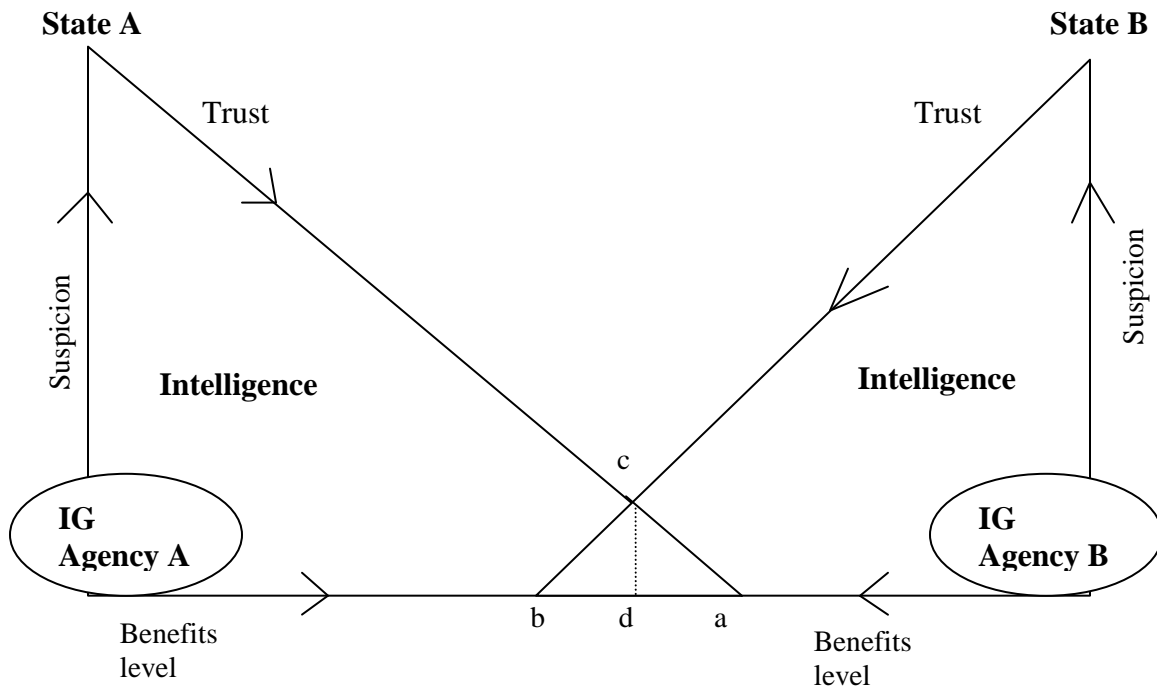 State A
State B
Trust
Trust
Suspicion
Suspicion
Intelligence
Intelligence
c
IG
Agency A
IG
Agency B
b
d
a
Benefits
level
Benefits
level